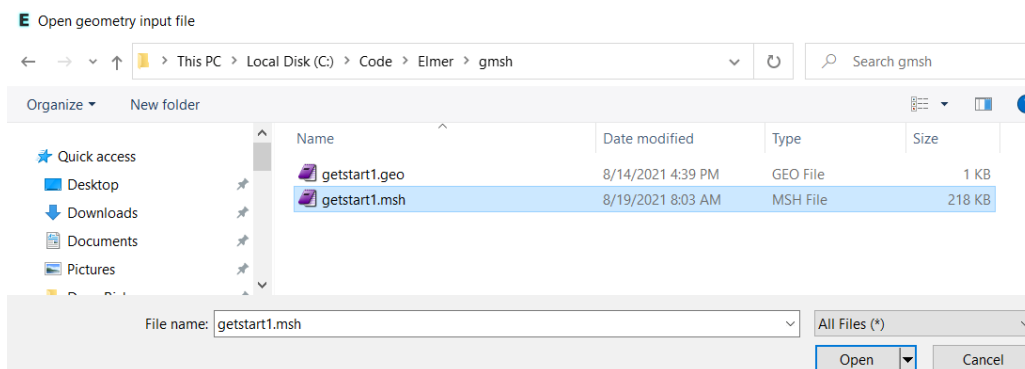 E Open geometry input file
This PC > Local Disk (C:) > Code > Elmer > gmsh
Search gmsh
Organize New folder
Name Date modified Type Size
Quick access
Desktop
Downloads
Documents
Pictures
getstart1.geo 8/14/2021 4:39 PM GEO File 1 KB
getstart1.msh 8/19/2021 8:03 AM MSH File 218 KB
File name: getstart1.msh All Files (*)
Open Cancel